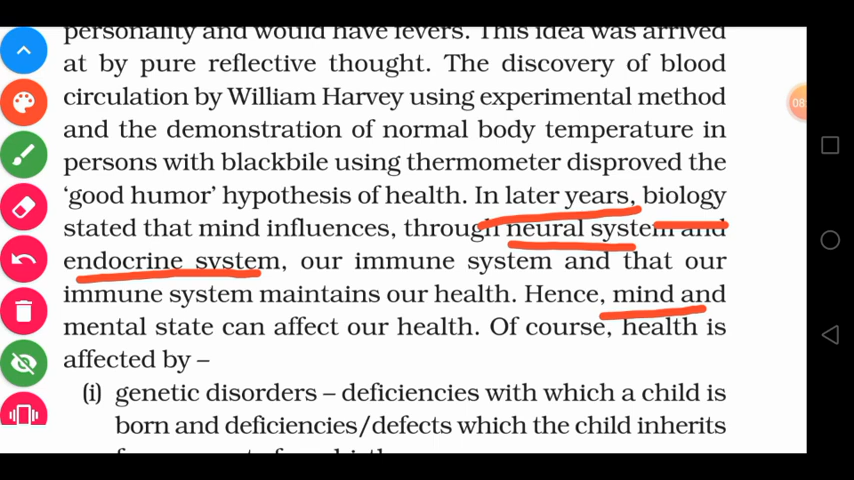 personality and would have fevers. This idea was arrived
at by pure reflective thought. The discovery of blood
circulation by William Harvey using experimental method
and the demonstration of normal body temperature in
persons with blackbile using thermometer disproved the
‘good humor’ hypothesis of health. In later years, biology
stated that mind influences, through neural system and
endocrine system, our immune system and that our
immune system maintains our health. Hence, mind and
mental state can affect our health. Of course, health is
affected by –
(i) genetic disorders – deficiencies with which a child is
born and deficiencies/defects which the child inherits